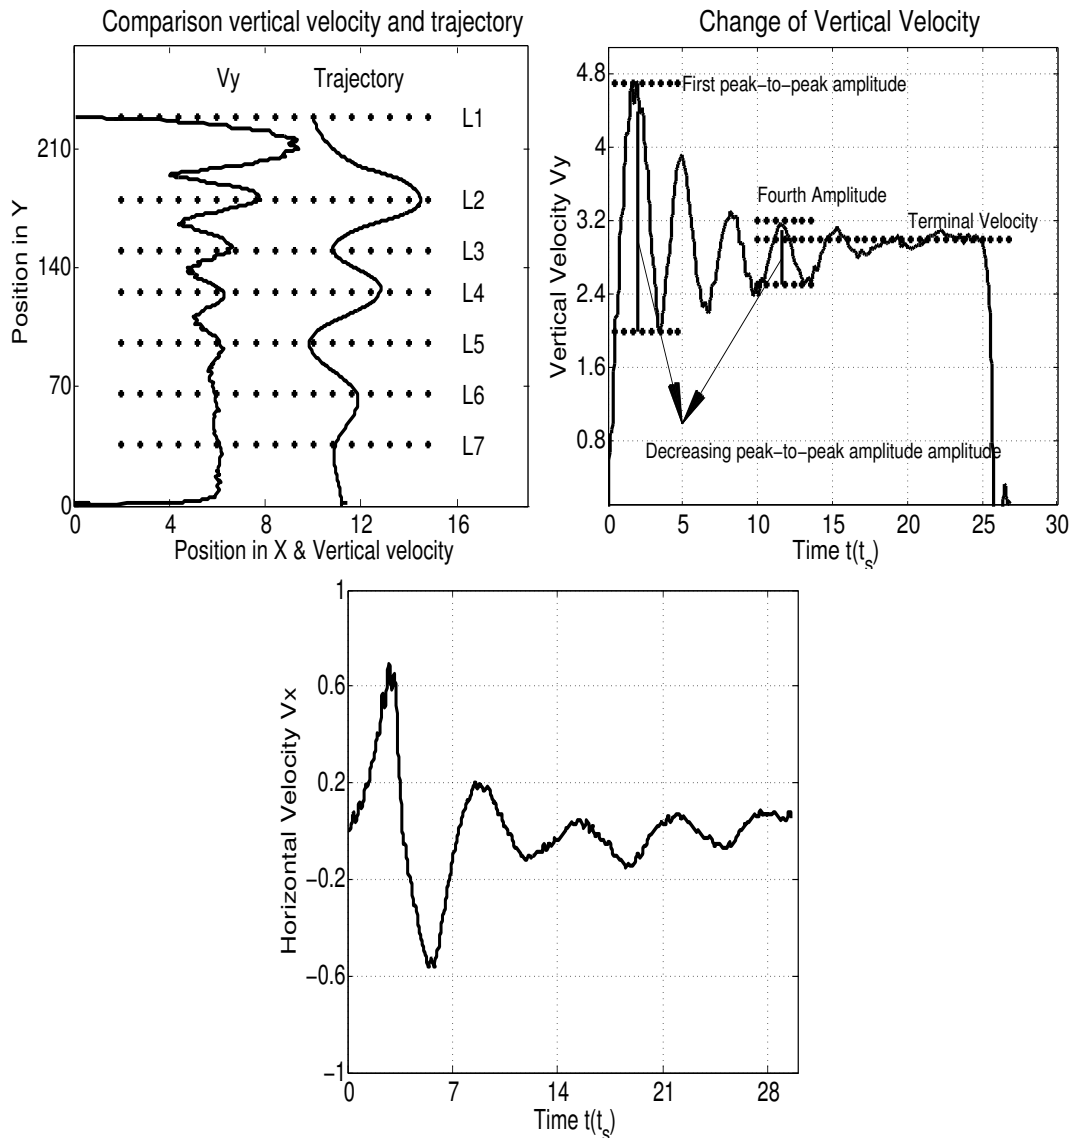 Comparison vertical velocity and trajectory
Vy Trajectory
L1
L2
L3
L4
L5
L6
L7
210
140
70
0
Position in Y
0 4 8 12 16
Position in X & Vertical velocity
Change of Vertical Velocity
4.8
4
3.2
2.4
1.6
0.8
Vertical Velocity Vy
First peak-to-peak amplitude
Fourth Amplitude
Terminal Velocity
Decreasing peak-to-peak amplitude amplitude
0 5 10 15 20 25 30
Time t(ts)
1
0.6
0.2
-0.2
-0.6
-1
Horizontal Velocity Vx
0 7 14 21 28
Time t(ts)